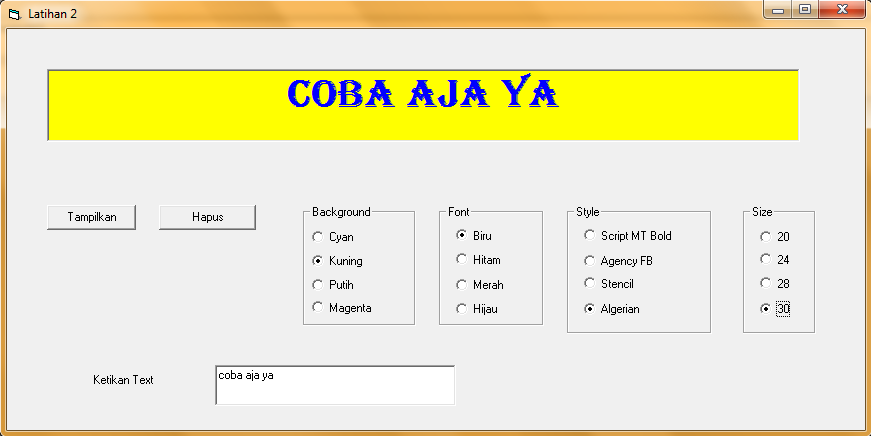 Latihan 2
COBA AJA YA
Tampilkan
Hapus
Background
Cyan
Kuning
Putih
Magenta
Font
Biru
Hitam
Merah
Hijau
Style
Script MT Bold
Agency FB
Stencil
Algerian
Size
20
24
28
30
Ketikan Text
coba aja ya